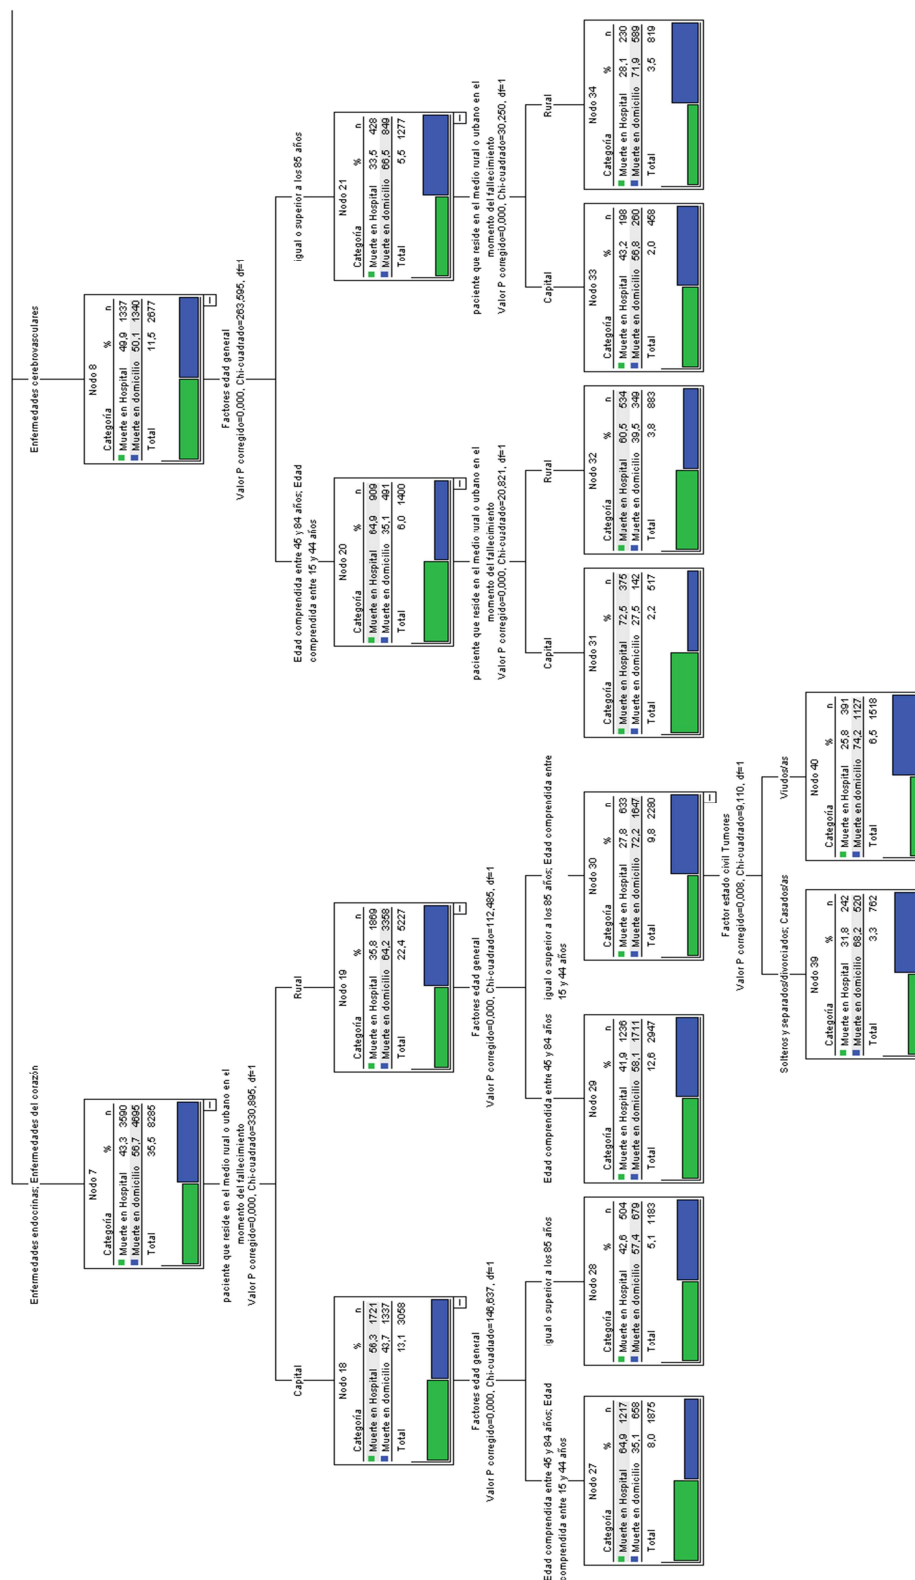 Enfermedades endocrinas; Enfermedades del corazón
Nodo 7
Categoría % n
Muerte en Hospital 43,3 3590
Muerte en domicilio 56,7 4695
Total 35,5 8285
paciente que reside en el medio rural o urbano en el
momento del fallecimiento
Valor P corregido=0,000, Chi-cuadrado=330,895, df=1
Enfermedades cerebrovasculares
Nodo 8
Categoría % n
Muerte en Hospital 49,9 1337
Muerte en domicilio 50,1 1340
Total 11,5 2677
Factores edad general
Valor P corregido=0,000, Chi-cuadrado=263,595, df=1
Capital
Nodo 18
Categoría % n
Muerte en Hospital 56,3 1721
Muerte en domicilio 43,7 1337
Total 13,1 3058
Factores edad general
Valor P corregido=0,000, Chi-cuadrado=146,637, df=1
Rural
Nodo 19
Categoría % n
Muerte en Hospital 35,8 1869
Muerte en domicilio 64,2 3358
Total 22,4 5227
Factores edad general
Valor P corregido=0,000, Chi-cuadrado=112,485, df=1
Edad comprendida entre 45 y 84 años; Edad
comprendida entre 15 y 44 años
Nodo 20
Categoría % n
Muerte en Hospital 64,9 909
Muerte en domicilio 35,1 491
Total 6,0 1400
paciente que reside en el medio rural o urbano en el
momento del fallecimiento
Valor P corregido=0,000, Chi-cuadrado=20,821, df=1
igual o superior a los 85 años
Nodo 21
Categoría % n
Muerte en Hospital 33,5 428
Muerte en domicilio 66,5 849
Total 5,5 1277
paciente que reside en el medio rural o urbano en el
momento del fallecimiento
Valor P corregido=0,000, Chi-cuadrado=30,250, df=1
Edad comprendida entre 45 y 84 años; Edad
comprendida entre 15 y 44 años
Nodo 27
Categoría % n
Muerte en Hospital 64,9 1217
Muerte en domicilio 35,1 658
Total 8,0 1875
igual o superior a los 85 años
Nodo 28
Categoría % n
Muerte en Hospital 42,6 504
Muerte en domicilio 57,4 679
Total 5,1 1183
Edad comprendida entre 45 y 84 años
Nodo 29
Categoría % n
Muerte en Hospital 41,9 1236
Muerte en domicilio 58,1 1711
Total 12,6 2947
igual o superior a los 85 años; Edad comprendida entre
15 y 44 años
Nodo 30
Categoría % n
Muerte en Hospital 27,8 633
Muerte en domicilio 72,2 1647
Total 9,8 2280
Factor estado civil Tumores
Valor P corregido=0,008, Chi-cuadrado=9,110, df=1
Capital
Nodo 31
Categoría % n
Muerte en Hospital 72,5 375
Muerte en domicilio 27,5 142
Total 2,2 517
Rural
Nodo 32
Categoría % n
Muerte en Hospital 60,5 534
Muerte en domicilio 39,5 349
Total 3,8 883
Capital
Nodo 33
Categoría % n
Muerte en Hospital 43,2 198
Muerte en domicilio 56,8 260
Total 2,0 458
Rural
Nodo 34
Categoría % n
Muerte en Hospital 28,1 230
Muerte en domicilio 71,9 589
Total 3,5 819
Solteros y separados/divorciados; Casados/as
Nodo 39
Categoría % n
Muerte en Hospital 31,8 242
Muerte en domicilio 68,2 520
Total 3,3 762
Viudos/as
Nodo 40
Categoría % n
Muerte en Hospital 25,8 391
Muerte en domicilio 74,2 1127
Total 6,5 1518